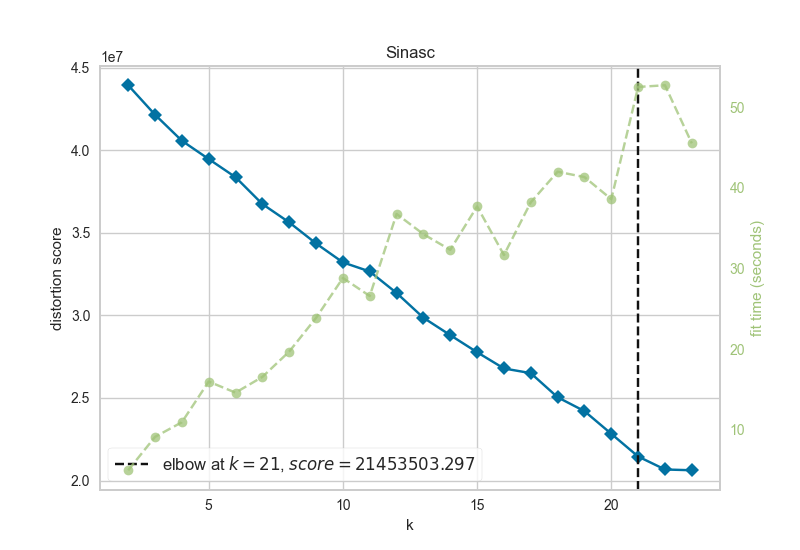 Sinasc
1e7
4.5
4.0
3.5
3.0
2.5
2.0
distortion score
5
10
15
20
k
50
40
30
20
10
fit time (seconds)
elbow at k = 21, score = 21453503.297